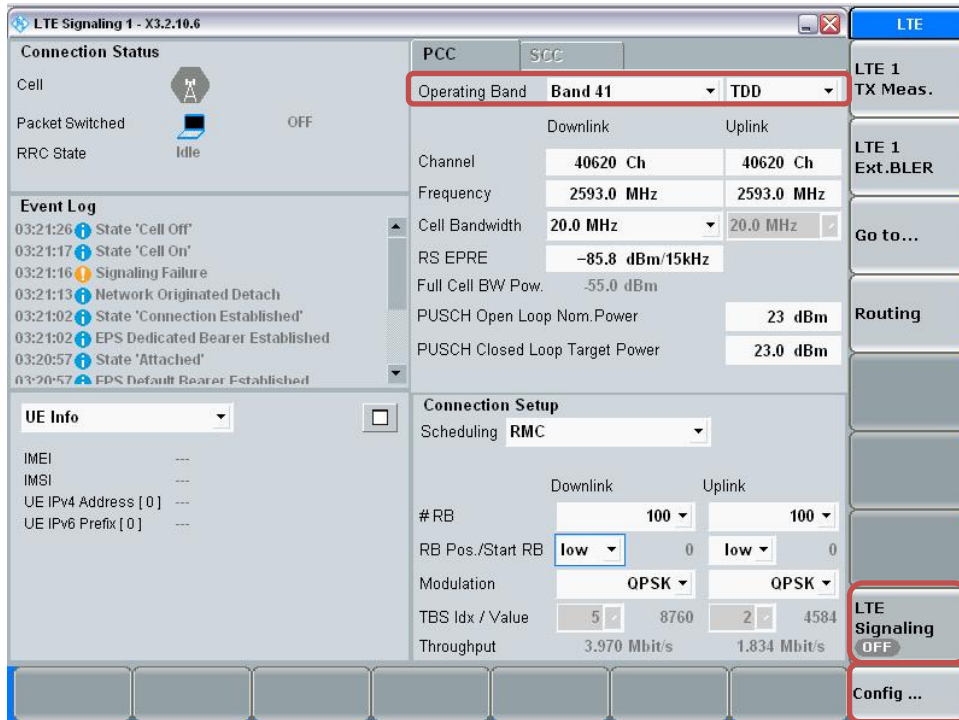 LTE Signaling 1 - X3.2.10.6
LTE
Connection Status
Cell
Packet Switched OFF
RRC State Idle
Event Log
03:21:26 State 'Cell Off'
03:21:17 State 'Cell On'
03:21:16 Signaling Failure
03:21:13 Network Originated Detach
03:21:02 State 'Connection Established'
03:21:02 EPS Dedicated Bearer Established
03:20:57 State 'Attached'
03:20:57 EPS Default Bearer Established
UE Info
IMEI ---
IMSI ---
UE IPv4 Address [ 0 ] ---
UE IPv6 Prefix [ 0 ] ---
PCC SCC
Operating Band Band 41 TDD
Downlink Uplink
Channel 40620 Ch 40620 Ch
Frequency 2593.0 MHz 2593.0 MHz
Cell Bandwidth 20.0 MHz 20.0 MHz
RS EPRE -85.8 dBm/15kHz
Full Cell BW Pow. -55.0 dBm
PUSCH Open Loop Nom.Power 23 dBm
PUSCH Closed Loop Target Power 23.0 dBm
Connection Setup
Scheduling RMC
Downlink Uplink
# RB 100 100
RB Pos./Start RB low 0 low 0
Modulation QPSK QPSK
TBS Idx / Value 5 8760 2 4584
Throughput 3.970 Mbit/s 1.834 Mbit/s
LTE 1
TX Meas.
LTE 1
Ext.BLER
Go to...
Routing
LTE
Signaling
OFF
Config ...